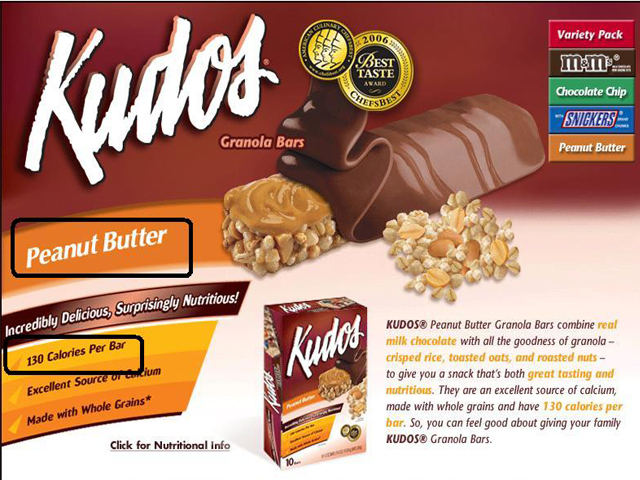 Kudos®
Granola Bars
AMERICAN CULINARY CHEFS BEST
2006
BEST TASTE
AWARD
CHEFSBEST
Variety Pack
m&m's®
Chocolate Chip
WITH SNICKERS®
Peanut Butter
Peanut Butter
Incredibly Delicious, Surprisingly Nutritious!
130 Calories Per Bar
Excellent Source of Calcium
Made with Whole Grains*
Click for Nutritional info
Kudos
Peanut Butter
10
KUDOS® Peanut Butter Granola Bars combine real
milk chocolate with all the goodness of granola –
crisped rice, toasted oats, and roasted nuts –
to give you a snack that's both great tasting and
nutritious. They are an excellent source of calcium,
made with whole grains and have 130 calories per
bar. So, you can feel good about giving your family
KUDOS® Granola Bars.